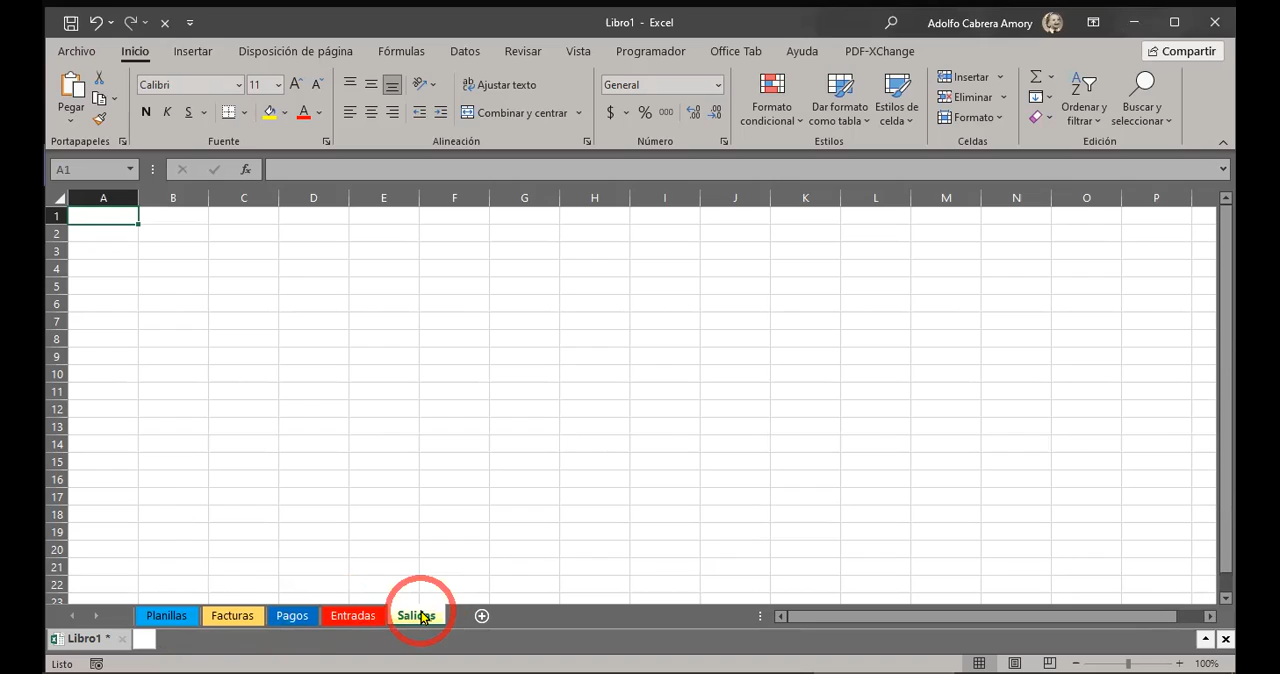 Libro1 - Excel
Adolfo Cabrera Amory
Archivo Inicio Insertar Disposición de página Fórmulas Datos Revisar Vista Programador Office Tab Ayuda PDF-XChange Compartir
Pegar
Calibri 11
N K S
Ajustar texto
Combinar y centrar
General
$ % 000
Formato condicional
Dar formato como tabla
Estilos de celda
Insertar
Eliminar
Formato
Ordenar y filtrar
Buscar y seleccionar
Portapapeles Fuente Alineación Número Estilos Celdas Edición
A1 fx
A B C D E F G H I J K L M N O P
1
2
3
4
5
6
7
8
9
10
11
12
13
14
15
16
17
18
19
20
21
22
23
Planillas Facturas Pagos Entradas Salidas
Libro1 *
Listo 100%